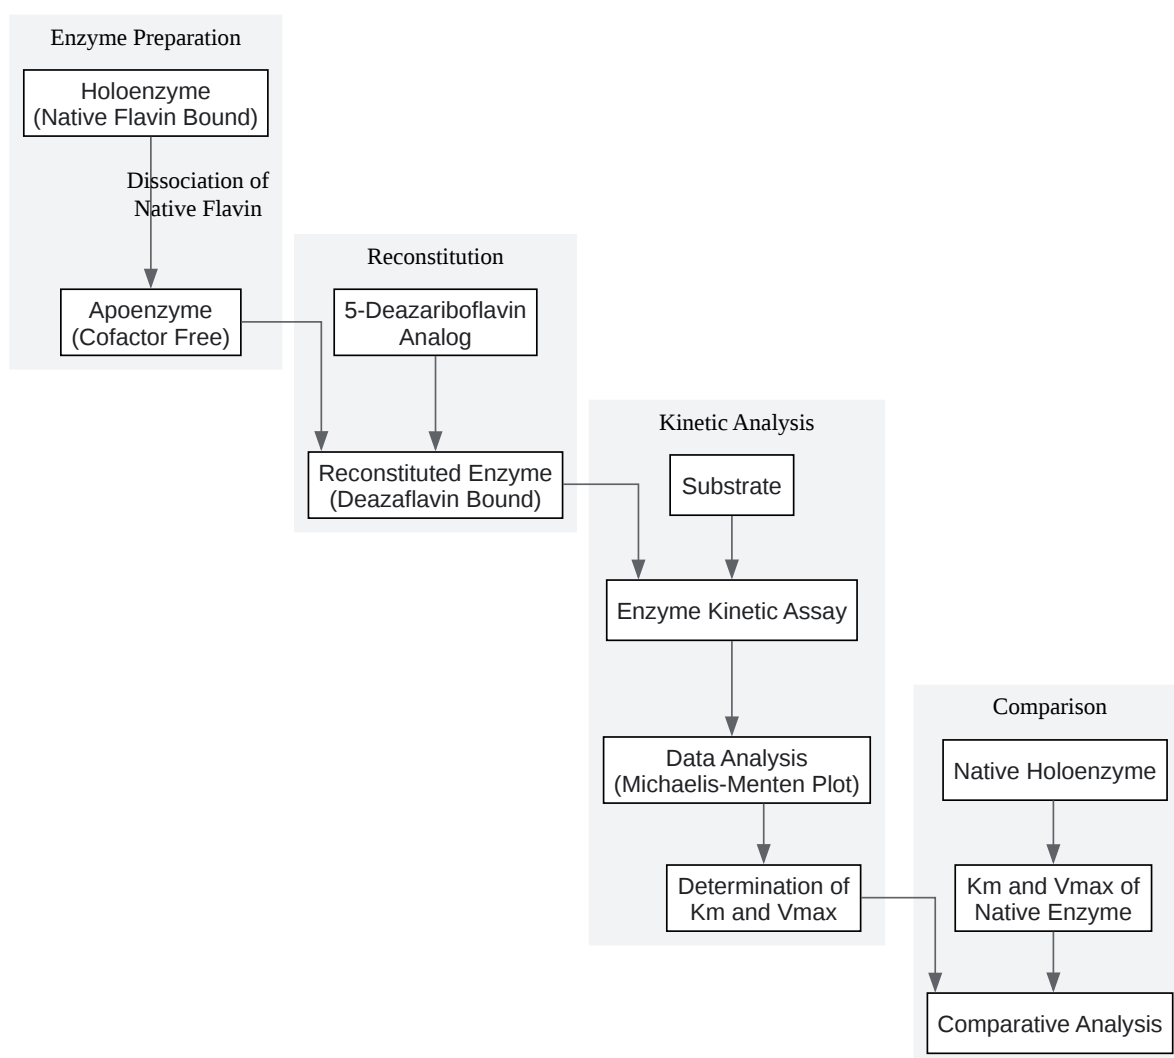 Enzyme Preparation
Holoenzyme
(Native Flavin Bound)
Dissociation of
Native Flavin
Apoenzyme
(Cofactor Free)
Reconstitution
5-Deazariboflavin
Analog
Reconstituted Enzyme
(Deazaflavin Bound)
Kinetic Analysis
Substrate
Enzyme Kinetic Assay
Data Analysis
(Michaelis-Menten Plot)
Determination of
Km and Vmax
Comparison
Native Holoenzyme
Km and Vmax of
Native Enzyme
Comparative Analysis